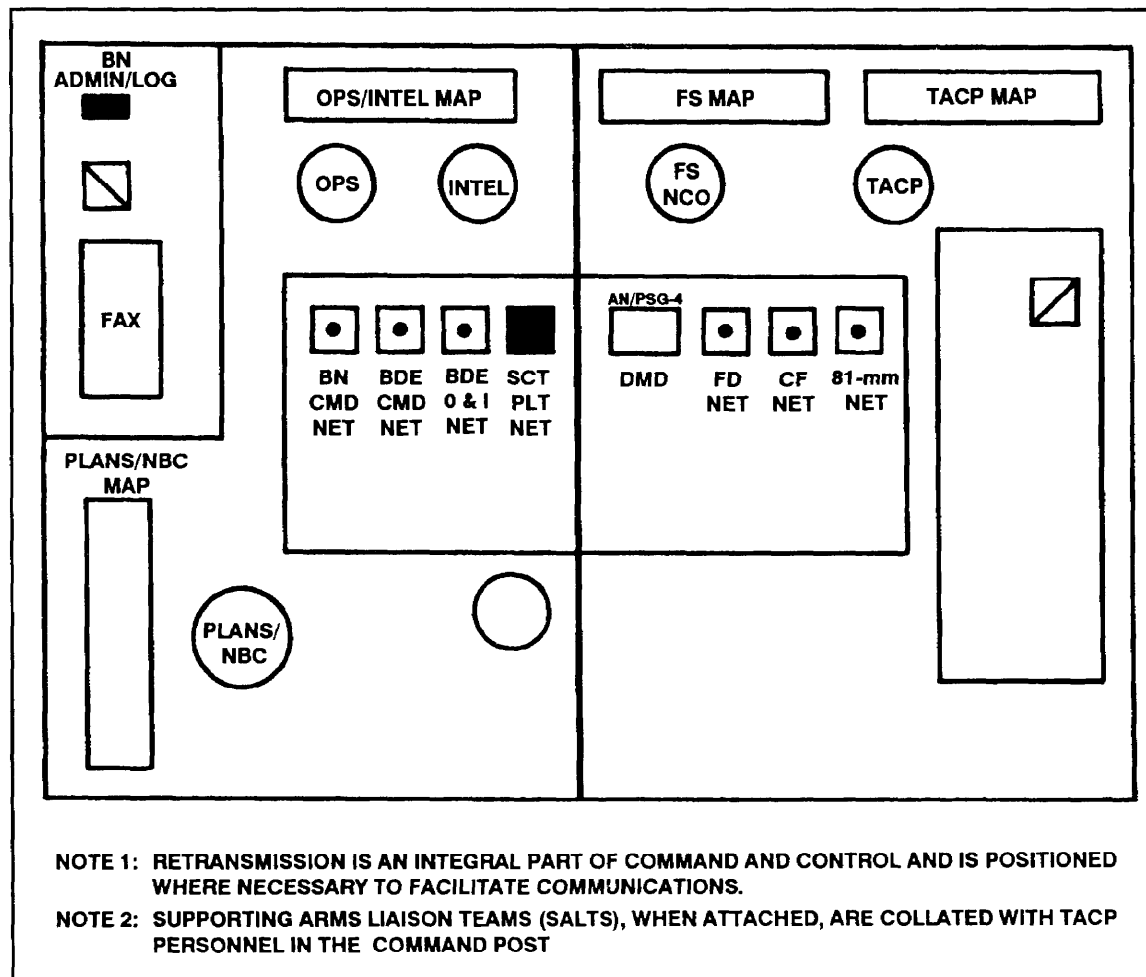 BN
ADMIN/LOG
OPS/INTEL MAP
FS MAP
TACP MAP
OPS
INTEL
FS
NCO
TACP
FAX
AN/PSG-4
BN
CMD
NET
BDE
CMD
NET
BDE
0 & I
NET
SCT
PLT
NET
DMD
FD
NET
CF
NET
81-mm
NET
PLANS/NBC
MAP
PLANS/
NBC
NOTE 1: RETRANSMISSION IS AN INTEGRAL PART OF COMMAND AND CONTROL AND IS POSITIONED
WHERE NECESSARY TO FACILITATE COMMUNICATIONS.
NOTE 2: SUPPORTING ARMS LIAISON TEAMS (SALTS), WHEN ATTACHED, ARE COLLATED WITH TACP
PERSONNEL IN THE COMMAND POST